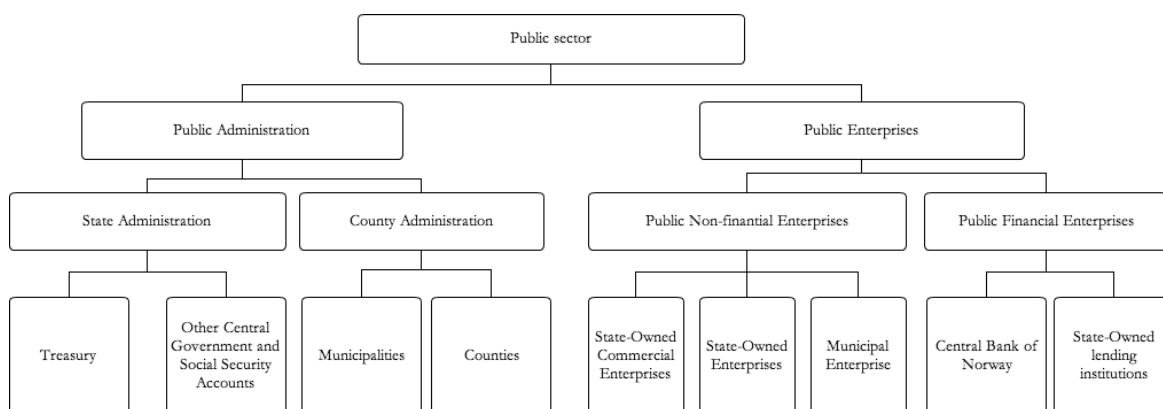 Public sector
Public Administration
Public Enterprises
State Administration
County Administration
Public Non-finantial Enterprises
Public Financial Enterprises
Treasury
Other Central
Government and
Social Security
Accounts
Municipalities
Counties
State-Owned
Commercial
Enterprises
State-Owned
Enterprises
Municipal
Enterprise
Central Bank of
Norway
State-Owned
lending
institutions